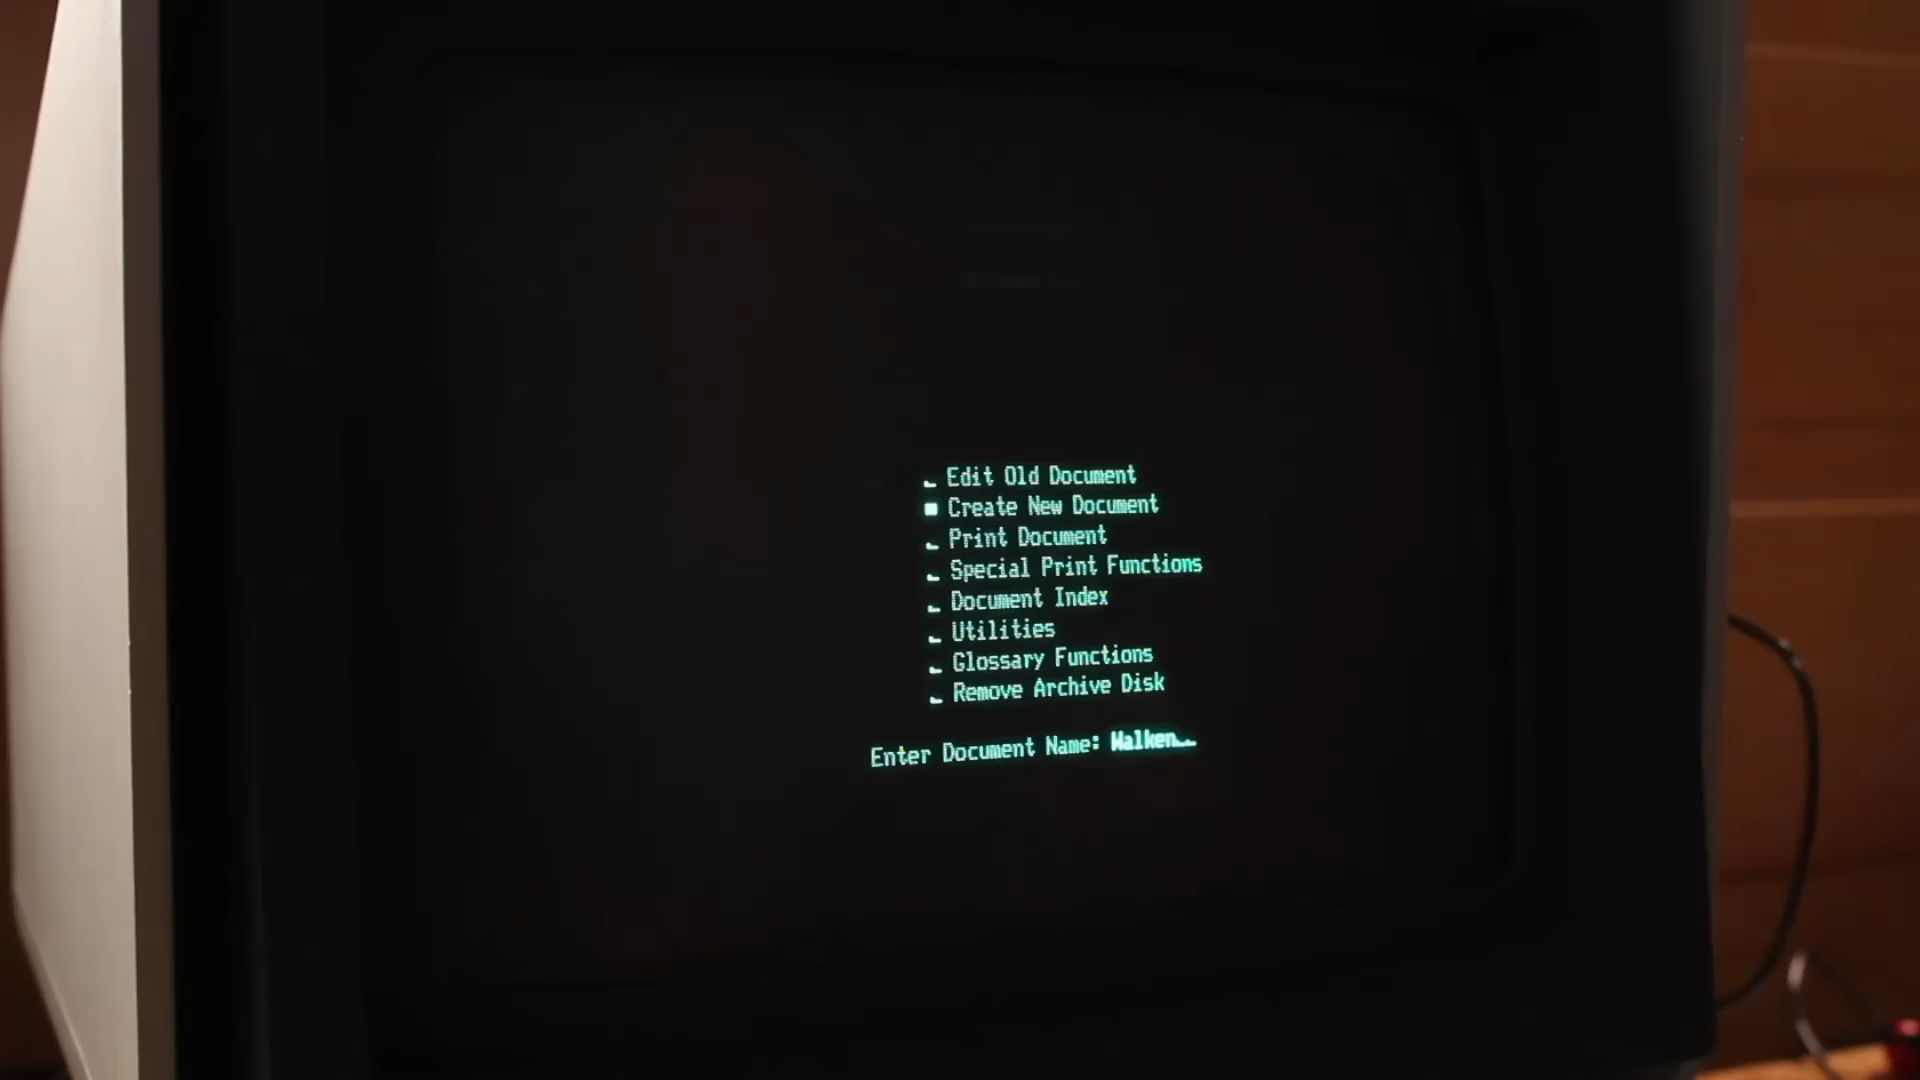 Edit Old Document
Create New Document
Print Document
Special Print Functions
Document Index
Utilities
Glossary Functions
Remove Archive Disk
Enter Document Name: Walken